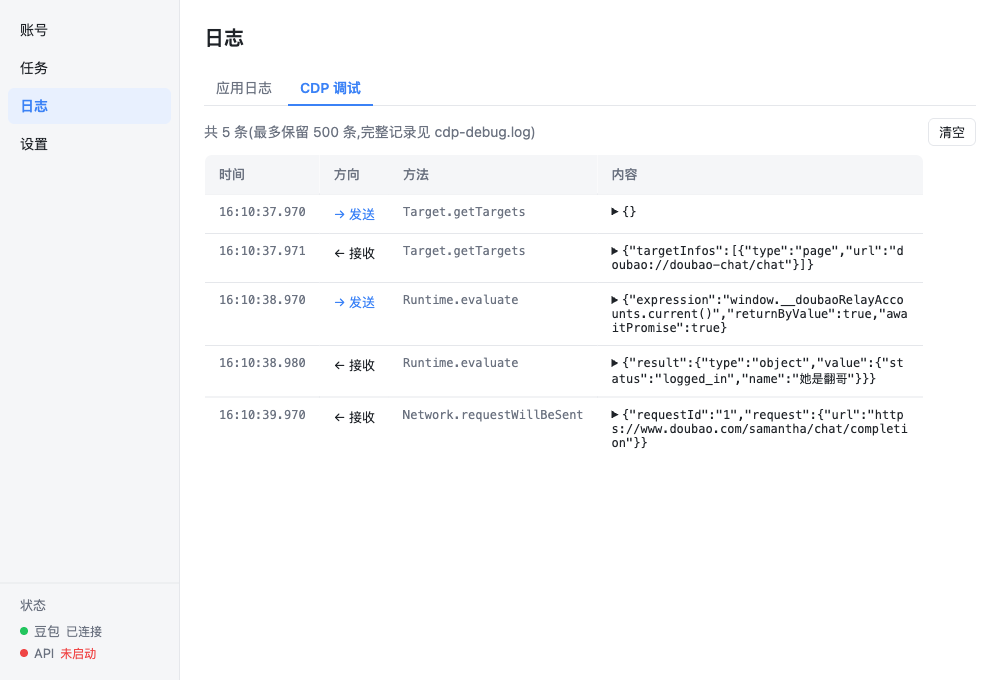 账号
任务
日志
设置
状态
豆包 已连接
API 未启动
日志
应用日志 CDP 调试
共 5 条(最多保留 500 条,完整记录见 cdp-debug.log)
清空
时间 方向 方法 内容
16:10:37.970 → 发送 Target.getTargets ▶ {}
16:10:37.971 ← 接收 Target.getTargets ▶ {"targetInfos":[{"type":"page","url":"d
oubao://doubao-chat/chat"}]}
16:10:38.970 → 发送 Runtime.evaluate ▶ {"expression":"window.__doubaoRelayAcco
unts.current()","returnByValue":true,"awa
itPromise":true}
16:10:38.980 ← 接收 Runtime.evaluate ▶ {"result":{"type":"object","value":{"st
atus":"logged_in","name":"她是翻哥"}}}
16:10:39.970 ← 接收 Network.requestWillBeSent ▶ {"requestId":"1","request":{"url":"http
s://www.doubao.com/samantha/chat/completi
on"}}